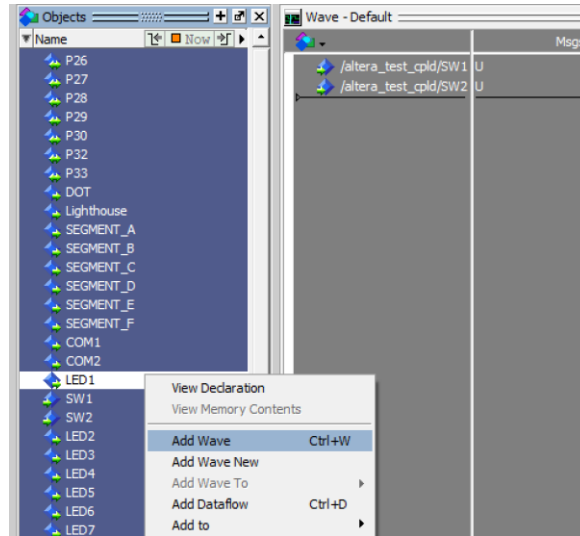 Objects
Name
Now
P26
P27
P28
P29
P30
P32
P33
DOT
Lighthouse
SEGMENT_A
SEGMENT_B
SEGMENT_C
SEGMENT_D
SEGMENT_E
SEGMENT_F
COM1
COM2
LED1
SW1
SW2
LED2
LED3
LED4
LED5
LED6
LED7
View Declaration
View Memory Contents
Add Wave Ctrl+W
Add Wave New
Add Wave To
Add Dataflow Ctrl+D
Add to
Wave - Default
Msgs
/altera_test_cpld/SW1 U
/altera_test_cpld/SW2 U